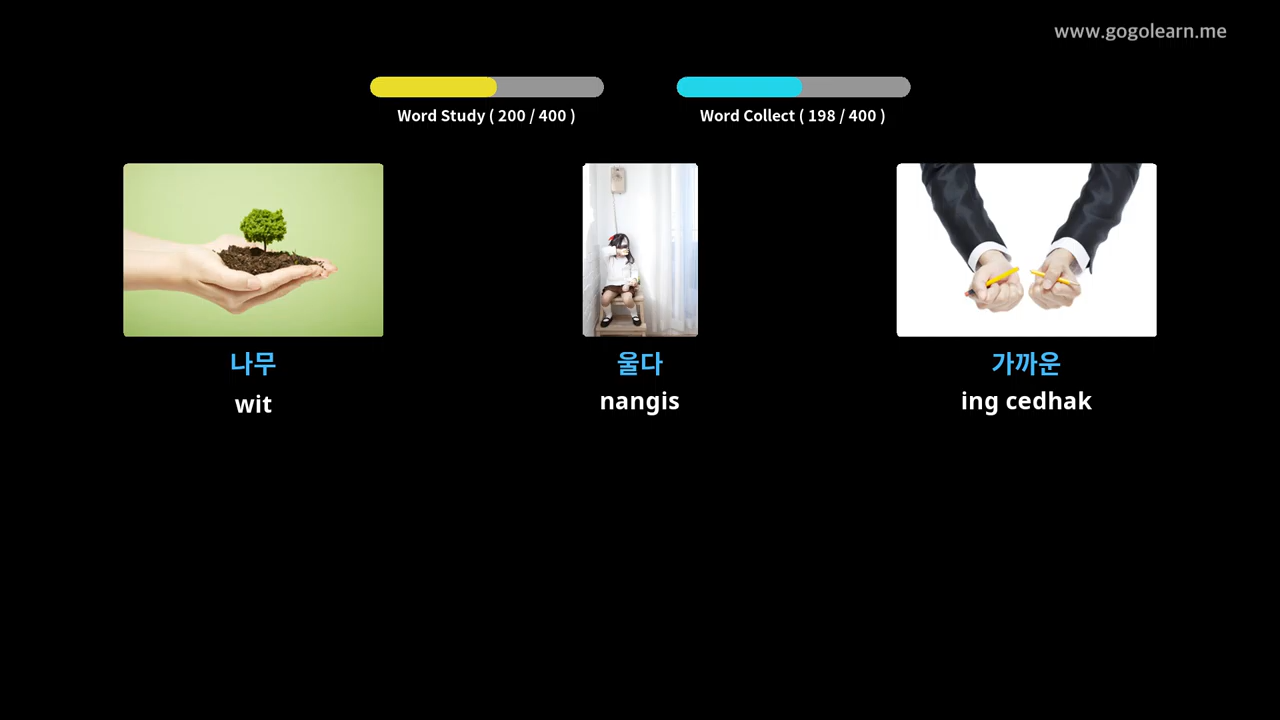 www.gogolearn.me
Word Study ( 200 / 400 )
Word Collect ( 198 / 400 )
나무
울다
가까운
wit
nangis
ing cedhak